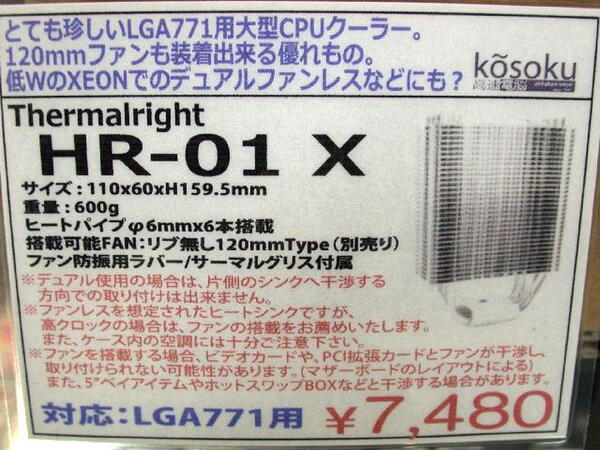 とても珍しいLGA771用大型CPUクーラー。
120mmファンも装着出来る優れもの。
低WのXEONでのデュアルファンレスなどにも？
kõsoku
高速電脳
Thermalright
HR-01 X
サイズ：110x60xH159.5mm
重量：600g
ヒートパイプφ6mmx6本搭載
搭載可能FAN：リブ無し120mmType（別売り）
ファン防振用ラバー/サーマルグリス付属
※デュアル使用の場合は、片側のシンクへ干渉する
方向での取り付けは出来ません。
※ファンレスを想定されたヒートシンクですが、
高クロックの場合は、ファンの搭載をお薦めいたします。
また、ケース内の空調には十分ご注意下さい。
※ファンを搭載する場合、ビデオカードや、PCI拡張カードとファンが干渉し、
取り付けられない可能性があります。（マザーボードのレイアウトによる）
また、5"ベイアイテムやホットスワップBOXなどと干渉する場合があります。
対応：LGA771用 ¥7,480